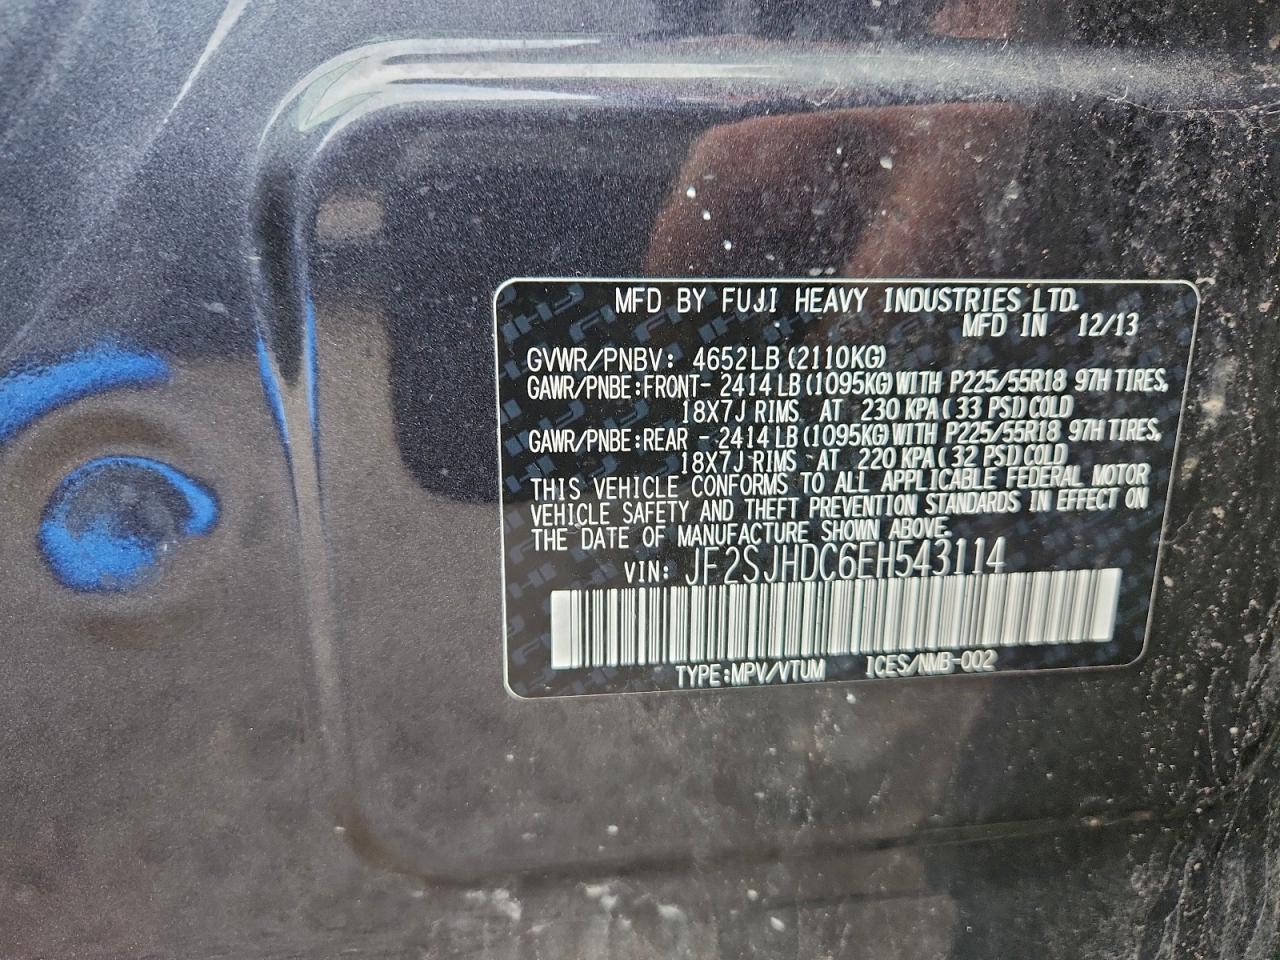 MFD BY FUJI HEAVY INDUSTRIES LTD.
MFD IN 12/13
GVWR/PNBV: 4652LB(2110KG)
GAWR/PNBE:FRONT- 2414LB(1095KG)WITH P225/55R18 97H TIRES,
18X7J RIMS AT 230 KPA(33 PSI)COLD
GAWR/PNBE:REAR - 2414LB(1095KG)WITH P225/55R18 97H TIRES,
18X7J RIMS AT 220 KPA(32 PSI)COLD
THIS VEHICLE CONFORMS TO ALL APPLICABLE FEDERAL MOTOR
VEHICLE SAFETY AND THEFT PREVENTION STANDARDS IN EFFECT ON
THE DATE OF MANUFACTURE SHOWN ABOVE.
VIN: JF2SJHDC6EH543114
TYPE:MPV/VTUM ICES/NMB-002